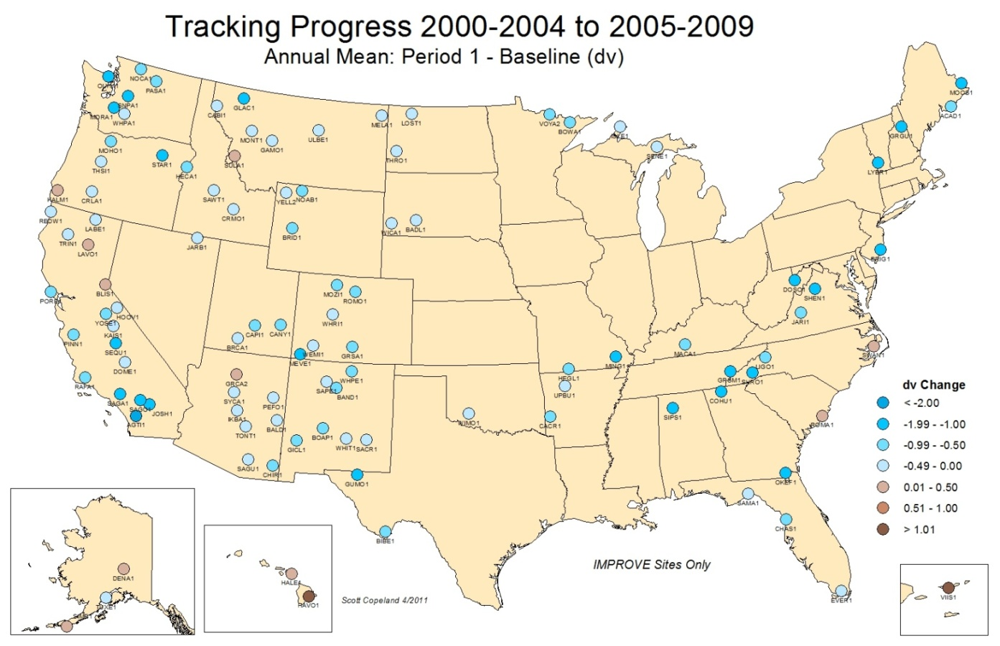 Tracking Progress 2000-2004 to 2005-2009
Annual Mean: Period 1 - Baseline (dv)
NOCA1
PASA1
SNPA1
MORA1
WHPA1
MOHO1
THSI1
STAR1
HECA1
KALM1
CRLA1
REDW1
LABE1
TRIN1
LAVO1
BLIS1
HOOV1
YOSE1
KAIS1
PINN1
SEQU1
DOME1
RAFA1
SAGA1
SAGO1
JOSH1
AGTI1
CABI1
GLAC1
MONT1
GAMO1
ULBE1
SULA1
SAWT1
CRMO1
JARB1
YELL2
NOAB1
BRID1
MELA1
LOST1
THRO1
WICA1
BADL1
MOZI1
ROMO1
WHRI1
CAPI1
CANY1
BRCA1
WEMI1
MEVE1
GRSA1
GRCA2
SYCA1
IKBA1
TONT1
PEFO1
BALD1
SAGU1
CHIR1
WHPE1
SAPE1
BAND1
BOAP1
GICL1
WHIT1
SACR1
GUMO1
BIBE1
WIMO1
VOYA2
BOWA1
ISLE1
SENE1
HEGL1
UPBU1
CACR1
MING1
MACA1
SIPS1
GRSM1
SHRO1
LIGO1
COHU1
DOSO1
SHEN1
JARI1
SWAN1
ROMA1
OKEF1
SAMA1
CHAS1
EVER1
BRIG1
LYBR1
GRGU1
ACAD1
MOOS1
dv Change
< -2.00
-1.99 - -1.00
-0.99 - -0.50
-0.49 - 0.00
0.01 - 0.50
0.51 - 1.00
> 1.01
DENA1
TUXE1
SIME1
HALE1
HAVO1
Scott Copeland 4/2011
IMPROVE Sites Only
VIIS1